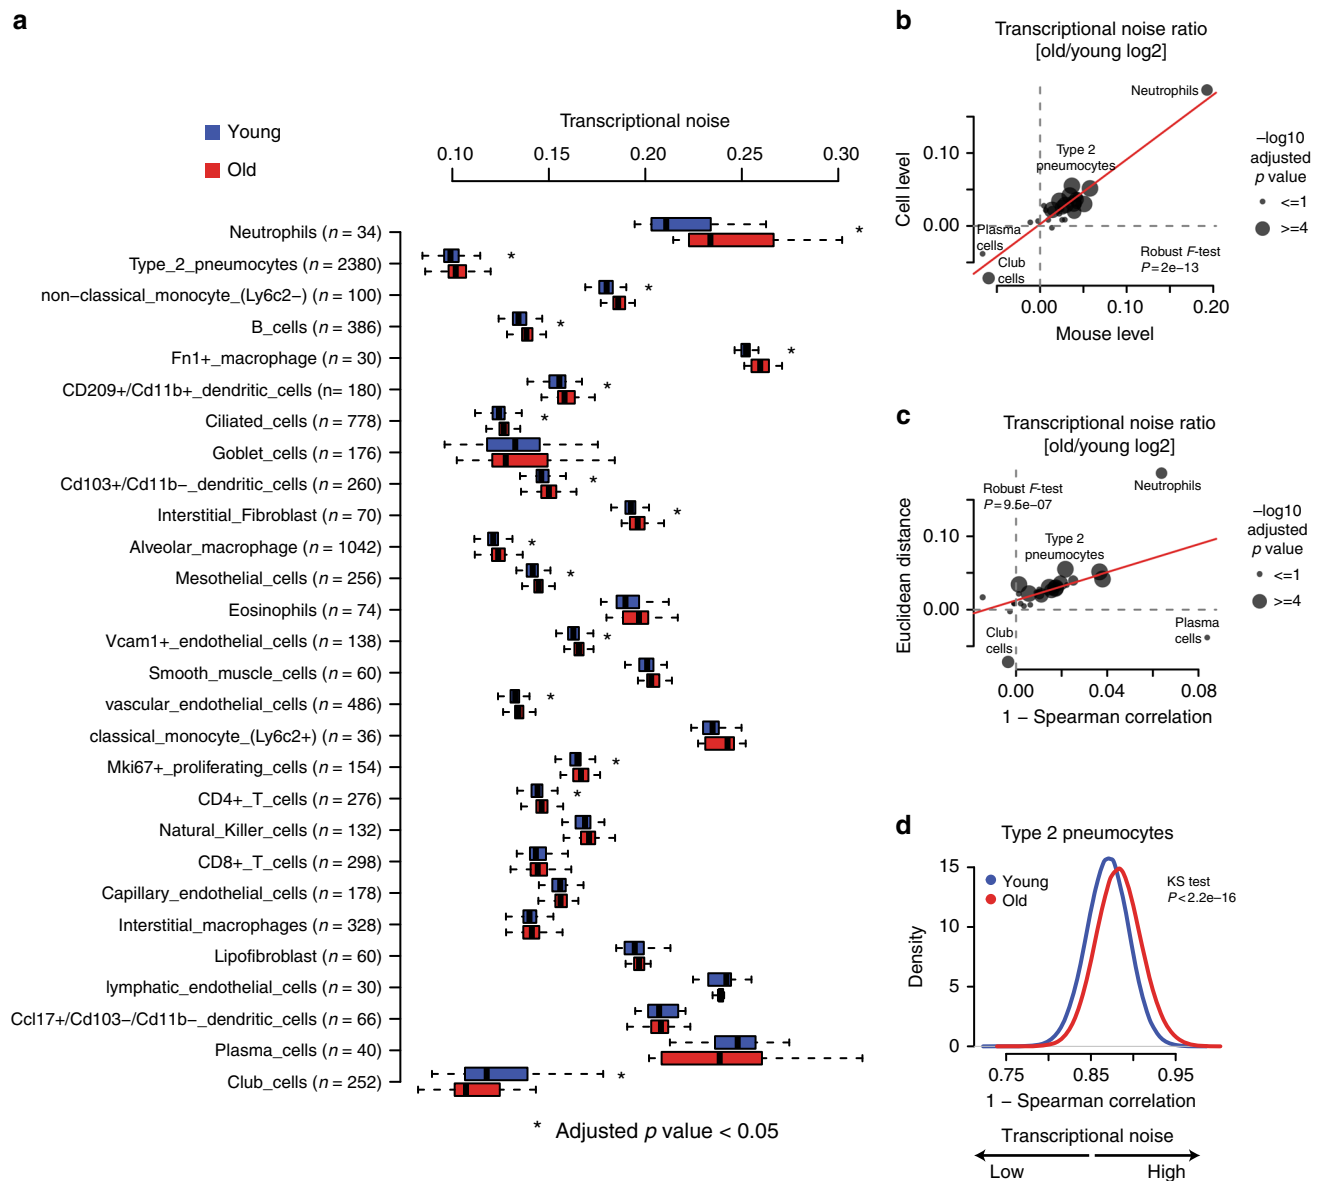 a
Young
Old
Transcriptional noise
0.10 0.15 0.20 0.25 0.30
Neutrophils (n = 34)
*
Type_2_pneumocytes (n = 2380)
*
non-classical_monocyte_(Ly6c2−) (n = 100)
*
B_cells (n = 386)
*
Fn1+_macrophage (n = 30)
*
CD209+/Cd11b+_dendritic_cells (n= 180)
*
Ciliated_cells (n = 778)
*
Goblet_cells (n = 176)
Cd103+/Cd11b−_dendritic_cells (n = 260)
*
Interstitial_Fibroblast (n = 70)
*
Alveolar_macrophage (n = 1042)
*
Mesothelial_cells (n = 256)
*
Eosinophils (n = 74)
Vcam1+_endothelial_cells (n = 138)
*
Smooth_muscle_cells (n = 60)
vascular_endothelial_cells (n = 486)
*
classical_monocyte_(Ly6c2+) (n = 36)
Mki67+_proliferating_cells (n = 154)
*
CD4+_T_cells (n = 276)
*
Natural_Killer_cells (n = 132)
CD8+_T_cells (n = 298)
Capillary_endothelial_cells (n = 178)
Interstitial_macrophages (n = 328)
Lipofibroblast (n = 60)
lymphatic_endothelial_cells (n = 30)
Ccl17+/Cd103−/Cd11b−_dendritic_cells (n = 66)
Plasma_cells (n = 40)
Club_cells (n = 252)
*
* Adjusted p value < 0.05
b
Transcriptional noise ratio
[old/young log2]
Neutrophils
Type 2
pneumocytes
Plasma
cells
Club
cells
Robust F-test
P = 2e−13
0.10
0.00
Cell level
0.00 0.10 0.20
Mouse level
−log10
adjusted
p value
<=1
>=4
c
Transcriptional noise ratio
[old/young log2]
Robust F-test
P = 9.5e−07
Neutrophils
Type 2
pneumocytes
Plasma
cells
Club
cells
0.10
0.00
Euclidean distance
0.00 0.04 0.08
1 − Spearman correlation
−log10
adjusted
p value
<=1
>=4
d
Type 2 pneumocytes
Young
Old
KS test
P < 2.2e−16
15
10
5
0
Density
0.75 0.85 0.95
1 − Spearman correlation
Transcriptional noise
Low High